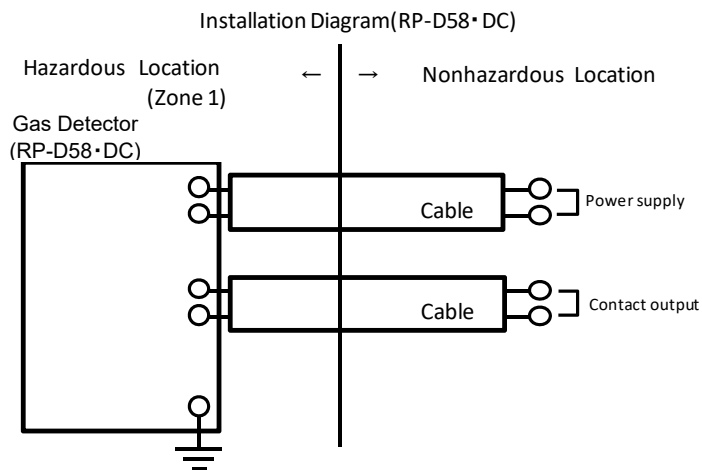 Installation Diagram(RP-D58･DC)
Hazardous Location
(Zone 1)
← →
Nonhazardous Location
Gas Detector
(RP-D58･DC)
Cable
Power supply
Cable
Contact output